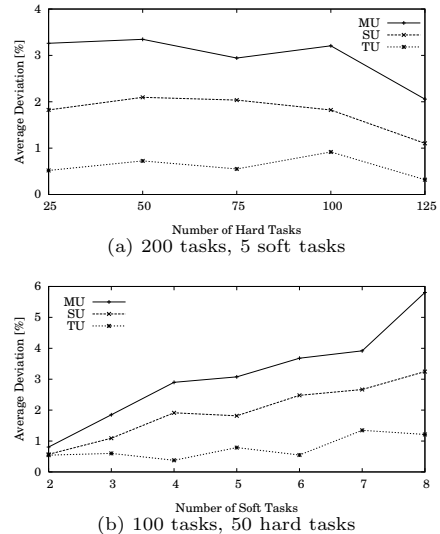 4
3
2
1
0
25 50 75 100 125
Average Deviation [%]
Number of Hard Tasks
MU
SU
TU
(a) 200 tasks, 5 soft tasks
6
5
4
3
2
1
0
2 3 4 5 6 7 8
Average Deviation [%]
Number of Soft Tasks
MU
SU
TU
(b) 100 tasks, 50 hard tasks